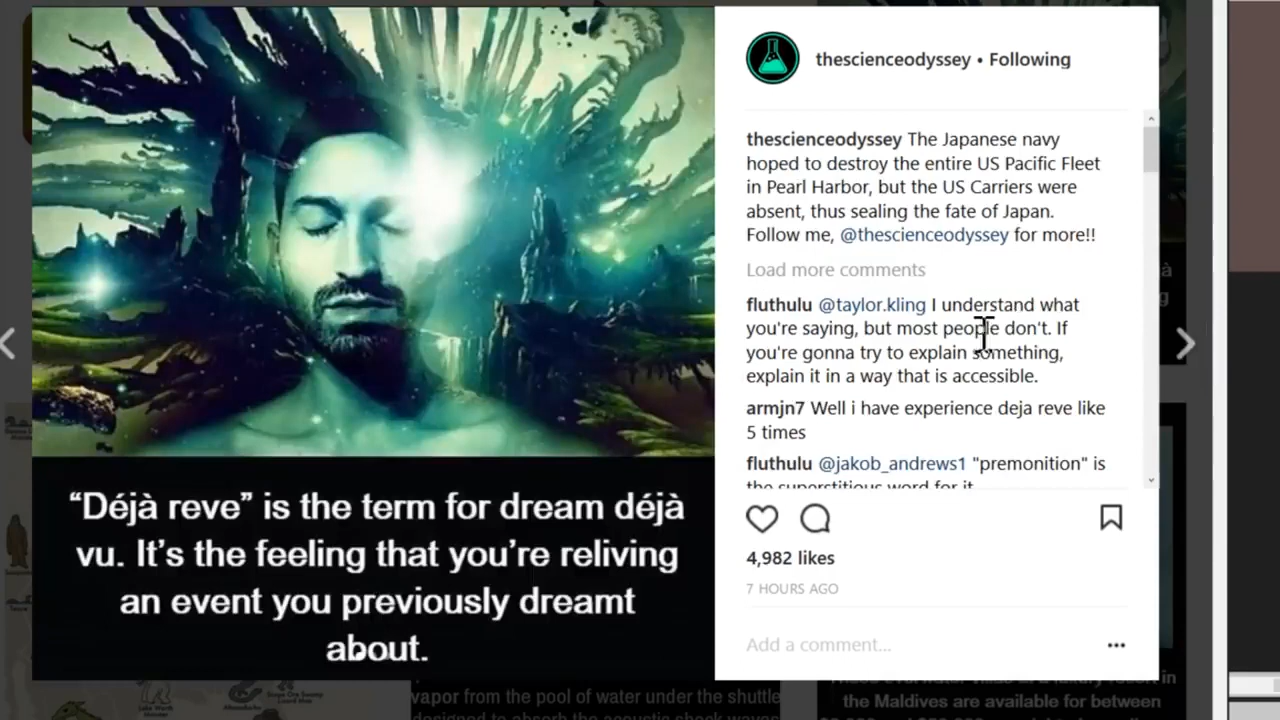 thescienceodyssey • Following
thescienceodyssey The Japanese navy
hoped to destroy the entire US Pacific Fleet
in Pearl Harbor, but the US Carriers were
absent, thus sealing the fate of Japan.
Follow me, @thescienceodyssey for more!!
Load more comments
fluthulu @taylor.kling I understand what
you're saying, but most people don't. If
you're gonna try to explain something,
explain it in a way that is accessible.
armjn7 Well i have experience deja reve like
5 times
fluthulu @jakob_andrews1 "premonition" is
the superstitious word for it
4,982 likes
7 HOURS AGO
Add a comment...
“Déjà reve” is the term for dream déjà
vu. It’s the feeling that you’re reliving
an event you previously dreamt
about.
vapor from the pool of water under the shuttle
in
the Maldives are available for between